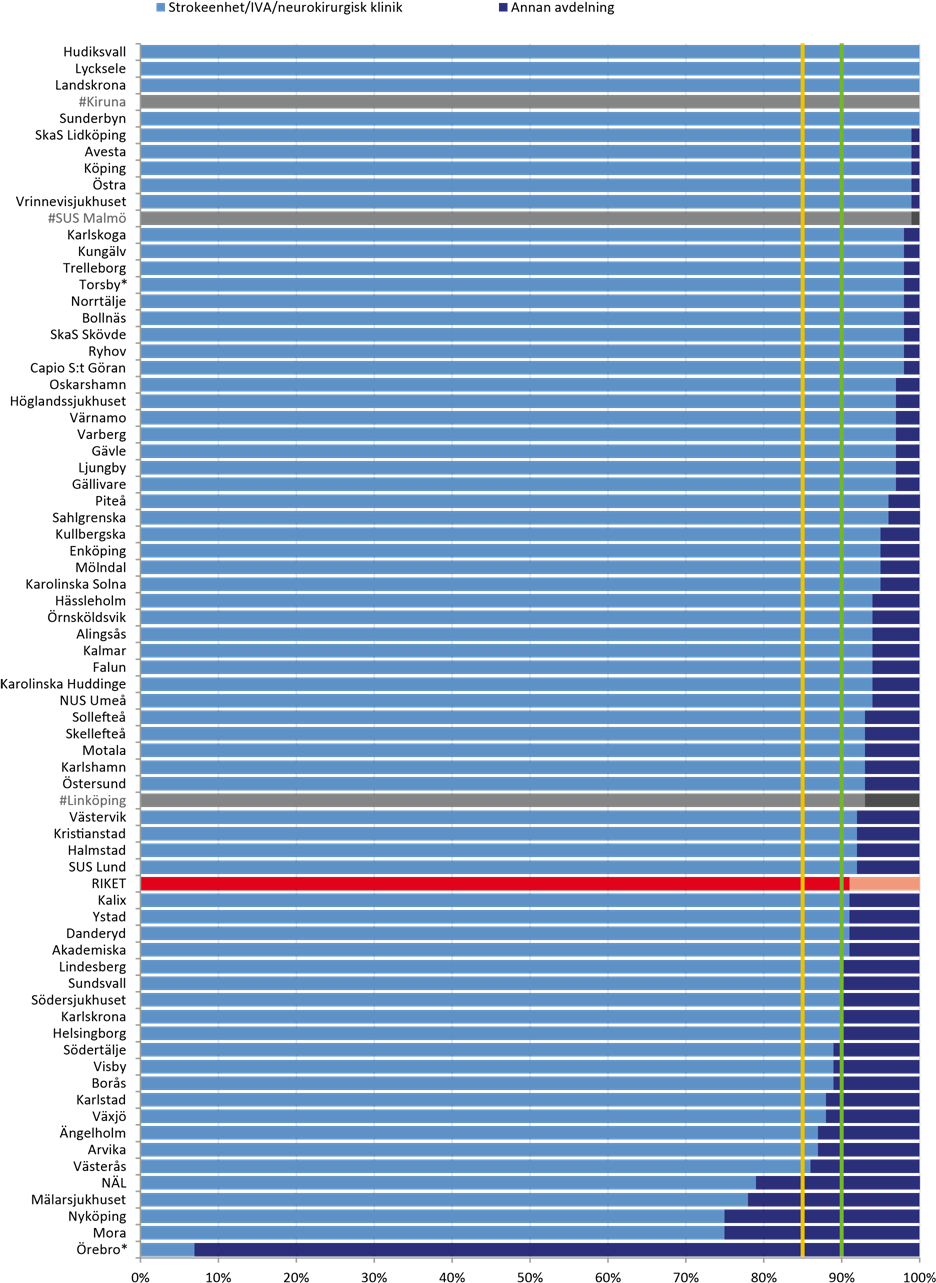 Strokeenhet/IVA/neurokirurgisk klinik Annan avdelning
Hudiksvall
Lycksele
Landskrona
#Kiruna
Sunderbyn
SkaS Lidköping
Avesta
Köping
Östra
Vrinnevisjukhuset
#SUS Malmö
Karlskoga
Kungälv
Trelleborg
Torsby*
Norrtälje
Bollnäs
SkaS Skövde
Ryhov
Capio S:t Göran
Oskarshamn
Höglandssjukhuset
Värnamo
Varberg
Gävle
Ljungby
Gällivare
Piteå
Sahlgrenska
Kullbergska
Enköping
Mölndal
Karolinska Solna
Hässleholm
Örnsköldsvik
Alingsås
Kalmar
Falun
Karolinska Huddinge
NUS Umeå
Sollefteå
Skellefteå
Motala
Karlshamn
Östersund
#Linköping
Västervik
Kristianstad
Halmstad
SUS Lund
RIKET
Kalix
Ystad
Danderyd
Akademiska
Lindesberg
Sundsvall
Södersjukhuset
Karlskrona
Helsingborg
Södertälje
Visby
Borås
Karlstad
Växjö
Ängelholm
Arvika
Västerås
NÄL
Mälarsjukhuset
Nyköping
Mora
Örebro*
0% 10% 20% 30% 40% 50% 60% 70% 80% 90% 100%